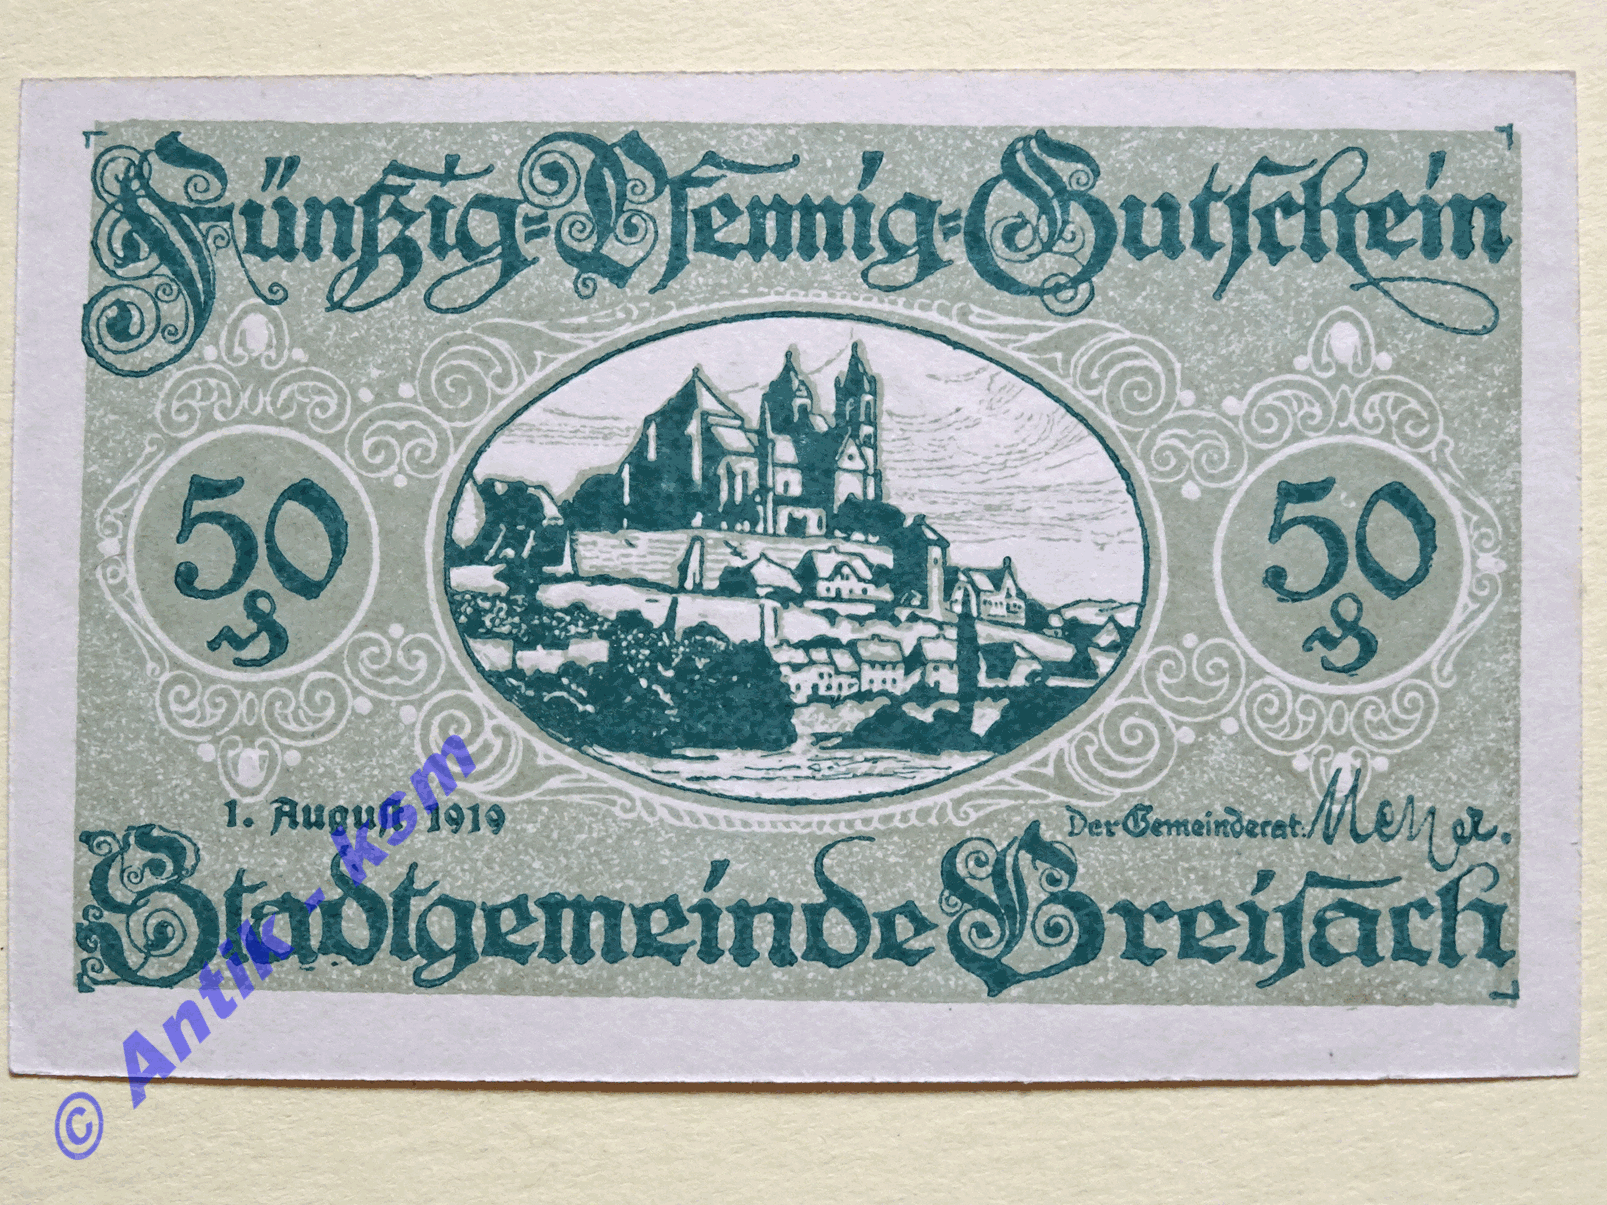 Fünfzig-Pfennig-Gutschein
50
₰
50
₰
1. August 1919
Der Gemeinderat:
Stadtgemeinde Breisach
© Antik - ksm